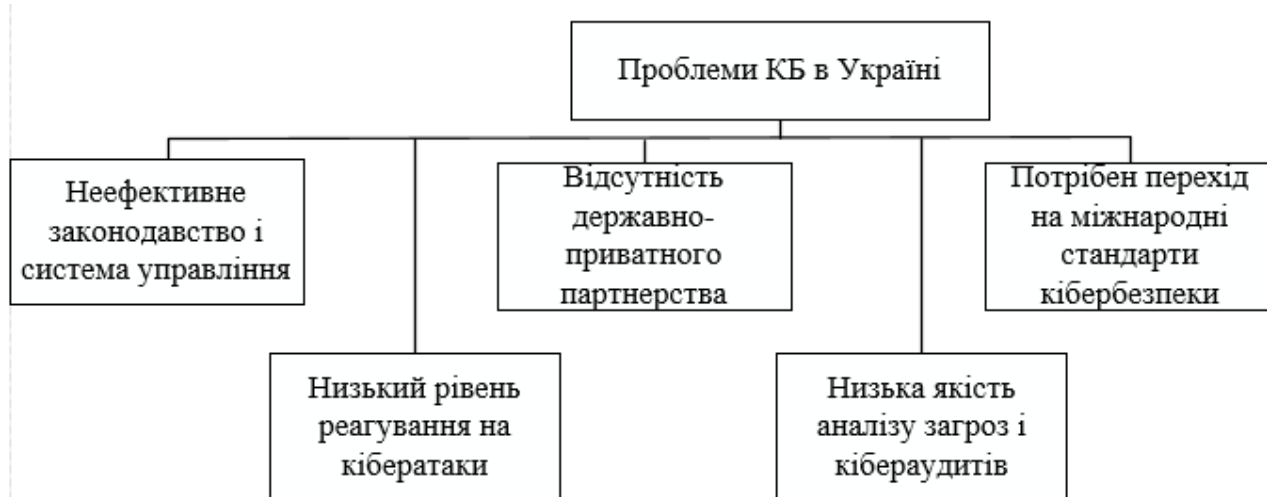 Проблеми КБ в Україні
Неефективне
законодавство і
система управління
Відсутність
державно-
приватного
партнерства
Потрібен перехід
на міжнародні
стандарти
кібербезпеки
Низький рівень
реагування на
кібератаки
Низька якість
аналізу загроз і
кібераудитів